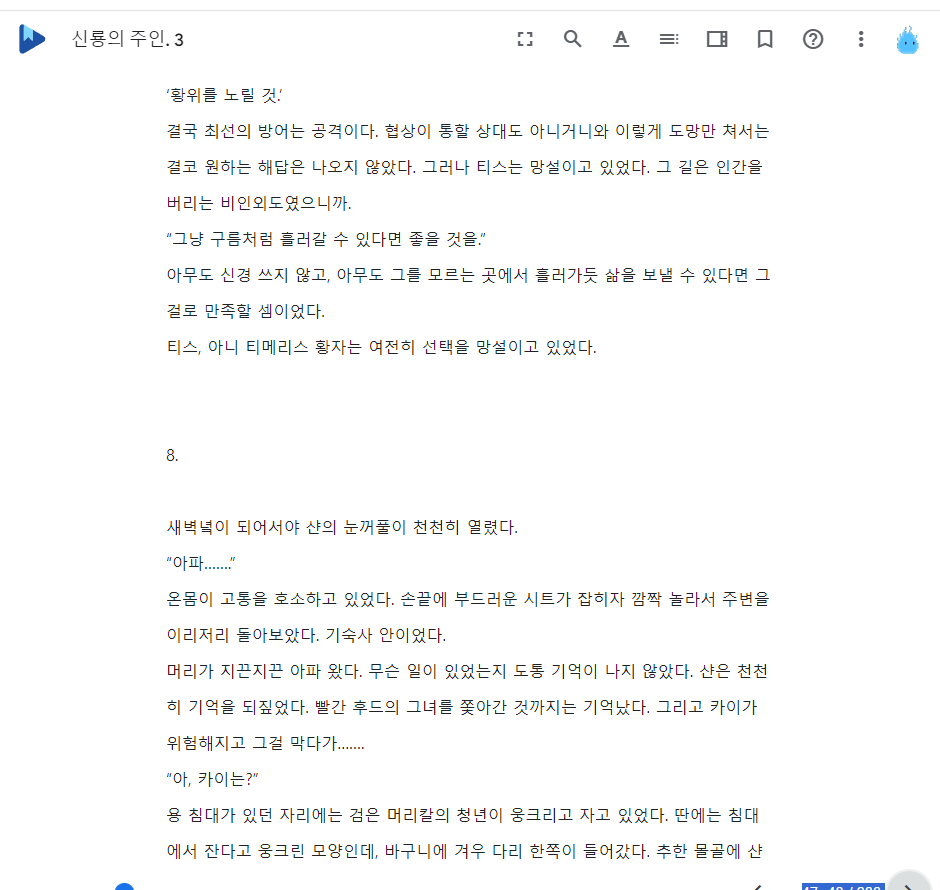 신룡의 주인. 3
‘황위를 노릴 것.’
결국 최선의 방어는 공격이다. 협상이 통할 상대도 아니거니와 이렇게 도망만 쳐서는
결코 원하는 해답은 나오지 않았다. 그러나 티스는 망설이고 있었다. 그 길은 인간을
버리는 비인외도였으니까.
“그냥 구름처럼 흘러갈 수 있다면 좋을 것을.”
아무도 신경 쓰지 않고, 아무도 그를 모르는 곳에서 흘러가듯 삶을 보낼 수 있다면 그
걸로 만족할 셈이었다.
티스, 아니 티메리스 황자는 여전히 선택을 망설이고 있었다.
8.
새벽녘이 되어서야 샨의 눈꺼풀이 천천히 열렸다.
“아파.......”
온몸이 고통을 호소하고 있었다. 손끝에 부드러운 시트가 잡히자 깜짝 놀라서 주변을
이리저리 돌아보았다. 기숙사 안이었다.
머리가 지끈지끈 아파 왔다. 무슨 일이 있었는지 도통 기억이 나지 않았다. 샨은 천천
히 기억을 되짚었다. 빨간 후드의 그녀를 쫓아간 것까지는 기억났다. 그리고 카이가
위험해지고 그걸 막다가.......
“아, 카이는?”
용 침대가 있던 자리에는 검은 머리칼의 청년이 웅크리고 자고 있었다. 딴에는 침대
에서 잔다고 웅크린 모양인데, 바구니에 겨우 다리 한쪽이 들어갔다. 추한 몰골에 샨